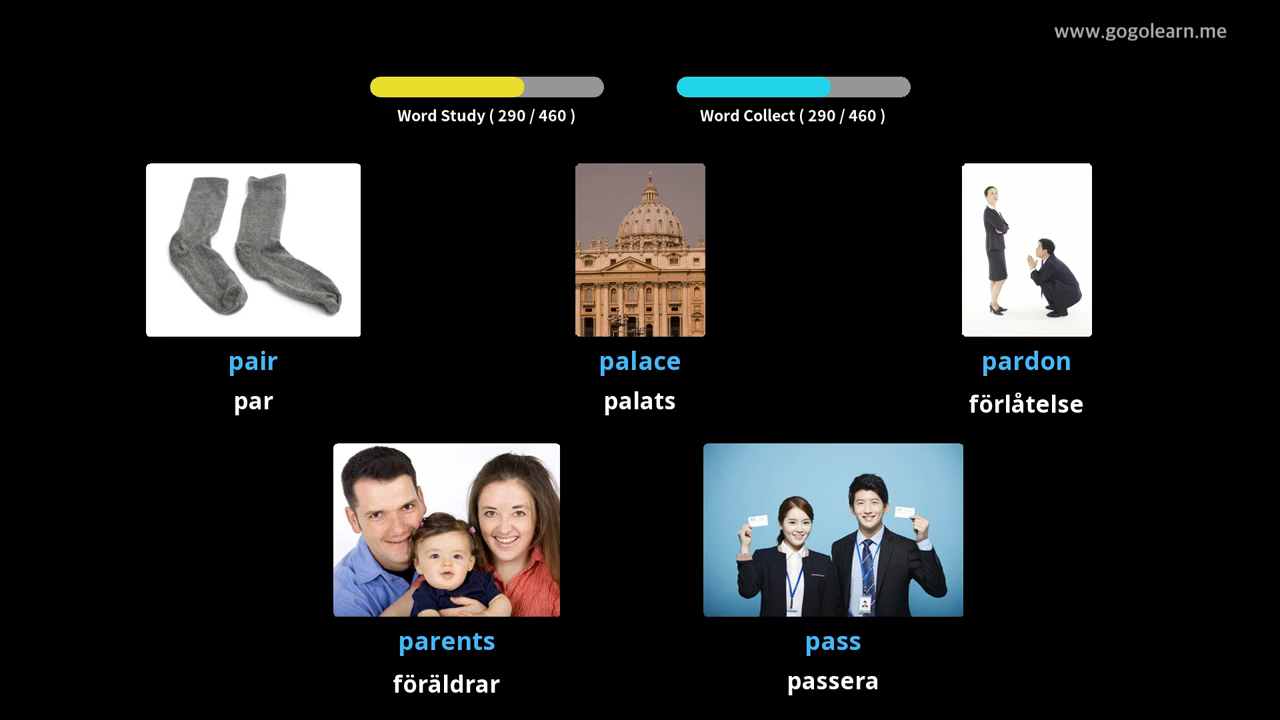 www.gogolearn.me
Word Study ( 290 / 460 )
Word Collect ( 290 / 460 )
pair
palace
pardon
par
palats
förlåtelse
parents
pass
föräldrar
passera